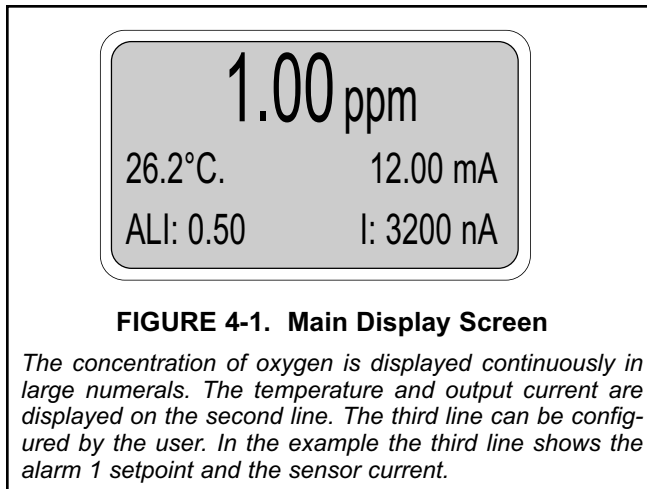 1.00 ppm
26.2°C. 12.00 mA
ALI: 0.50 I: 3200 nA
FIGURE 4-1. Main Display Screen
The concentration of oxygen is displayed continuously in
large numerals. The temperature and output current are
displayed on the second line. The third line can be config-
ured by the user. In the example the third line shows the
alarm 1 setpoint and the sensor current.